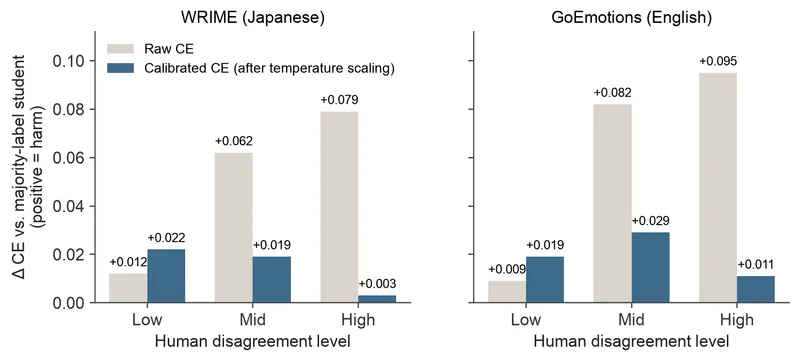 WRIME (Japanese)
GoEmotions (English)
Raw CE
Calibrated CE (after temperature scaling)
Δ CE vs. majority-label student
(positive = harm)
0.10
0.08
0.06
0.04
0.02
0.00
+0.012
+0.022
+0.062
+0.019
+0.079
+0.003
Low
Mid
High
Human disagreement level
+0.009
+0.019
+0.082
+0.029
+0.095
+0.011
Low
Mid
High
Human disagreement level